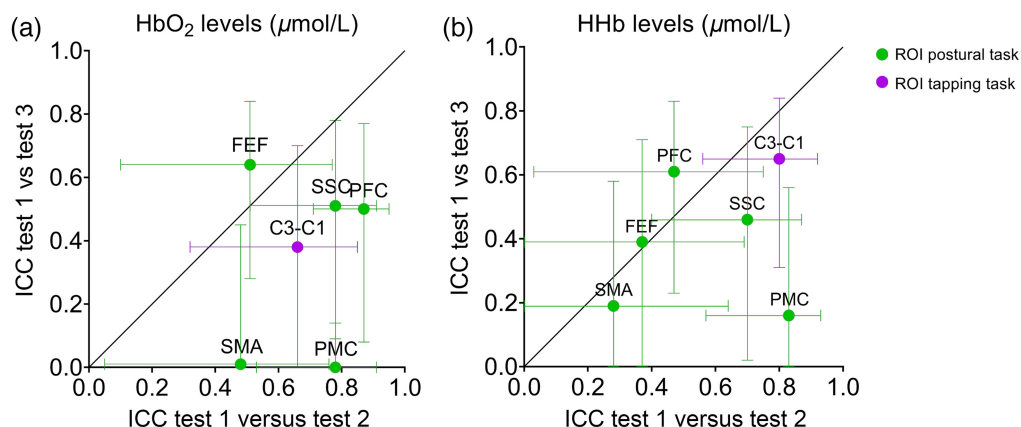 (a)
HbO₂ levels (µmol/L)
ICC test 1 vs test 3
1.0
0.8
0.6
0.4
0.2
0.0
FEF
SSC
PFC
C3-C1
SMA
PMC
0.0 0.2 0.4 0.6 0.8 1.0
ICC test 1 versus test 2
(b)
HHb levels (µmol/L)
ICC test 1 vs test 3
1.0
0.8
0.6
0.4
0.2
0.0
C3-C1
PFC
SSC
FEF
SMA
PMC
0.0 0.2 0.4 0.6 0.8 1.0
ICC test 1 versus test 2
ROI postural task
ROI tapping task